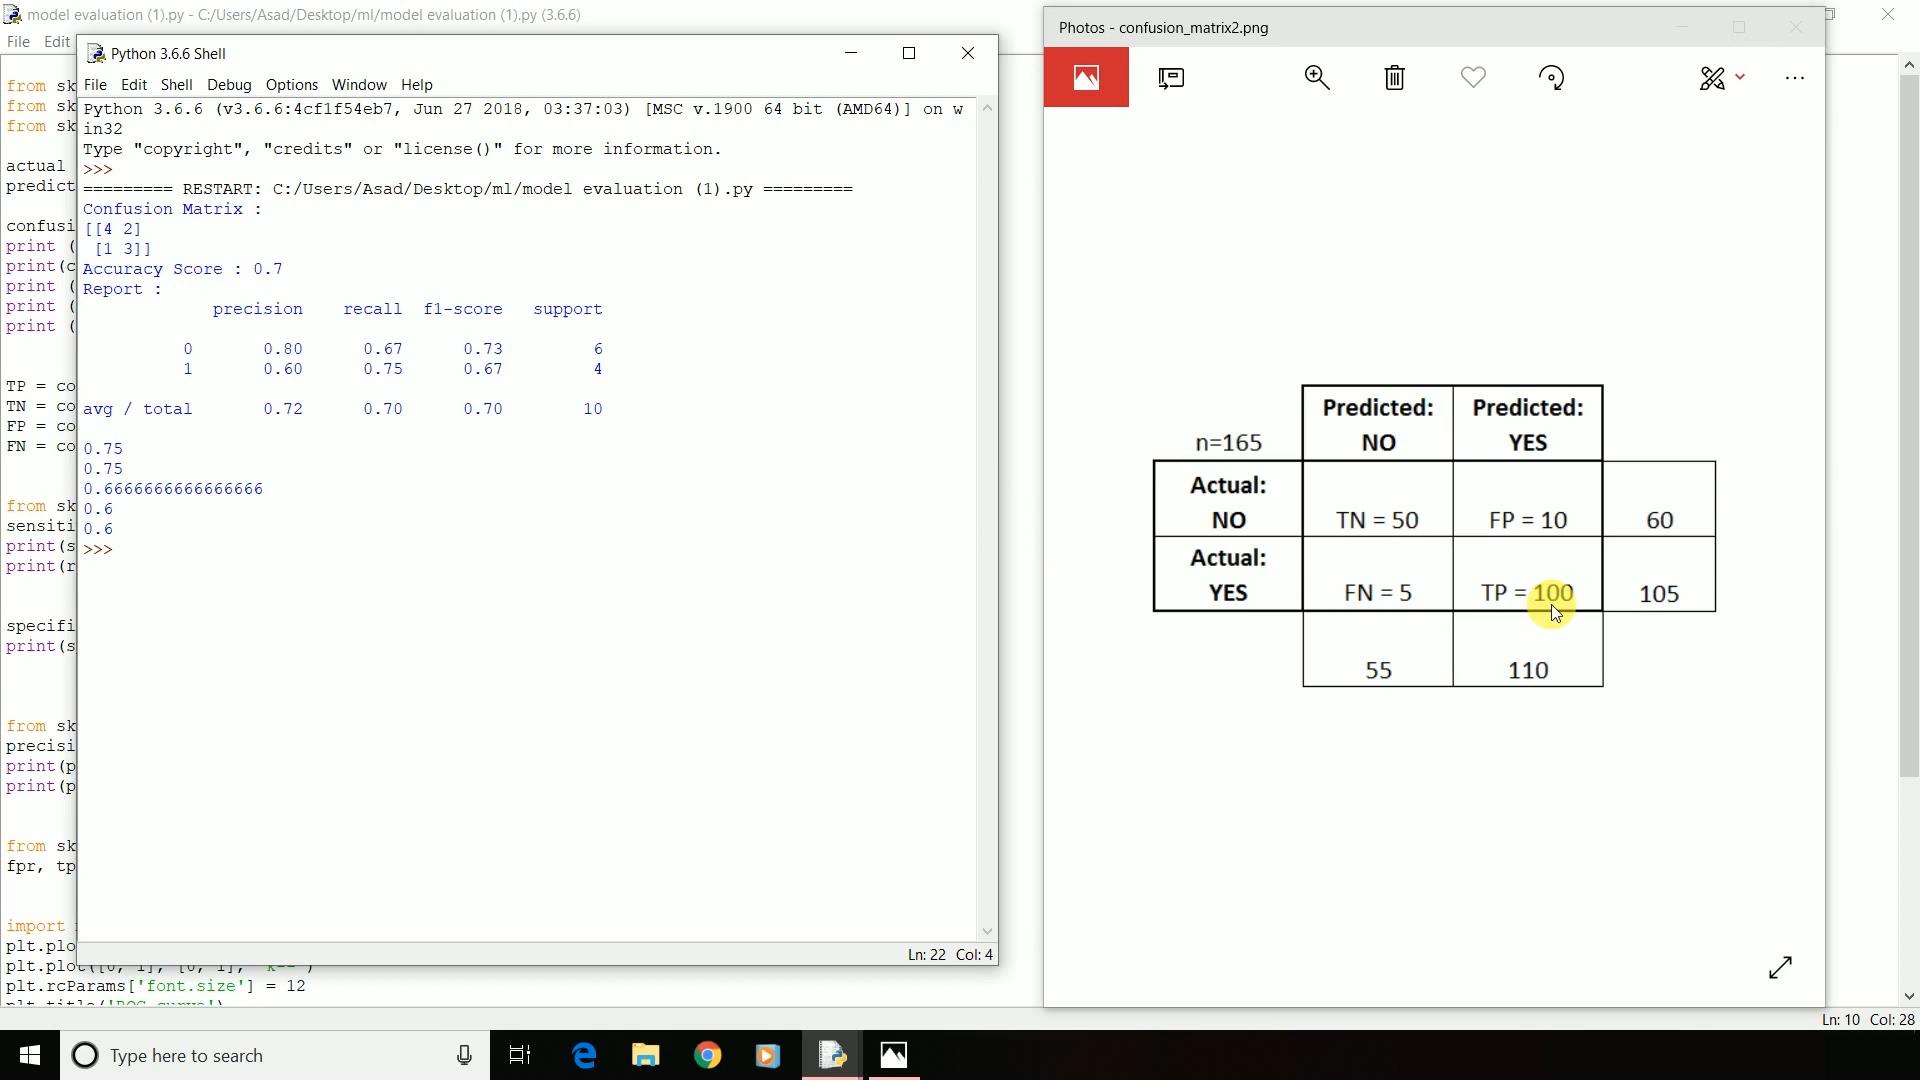 model evaluation (1).py - C:/Users/Asad/Desktop/ml/model evaluation (1).py (3.6.6)
File Edit
from sk
from sk
from sk
actual
predict
confusi
print (
print(c
print (
print (
print (
TP = co
TN = co
FP = co
FN = co
from sk
sensiti
print(s
print(r
specifi
print(s
from sk
precisi
print(p
print(p
from sk
fpr, tp
import
plt.plo
plt.plot([0, 1], [0, 1], 'k--')
plt.rcParams['font.size'] = 12
plt.title('ROC curve')
Python 3.6.6 Shell
File Edit Shell Debug Options Window Help
Python 3.6.6 (v3.6.6:4cf1f54eb7, Jun 27 2018, 03:37:03) [MSC v.1900 64 bit (AMD64)] on w
in32
Type "copyright", "credits" or "license()" for more information.
>>>
========= RESTART: C:/Users/Asad/Desktop/ml/model evaluation (1).py =========
Confusion Matrix :
[[4 2]
[1 3]]
Accuracy Score : 0.7
Report :
precision recall f1-score support
0 0.80 0.67 0.73 6
1 0.60 0.75 0.67 4
avg / total 0.72 0.70 0.70 10
0.75
0.75
0.6666666666666666
0.6
0.6
>>>
Ln: 22 Col: 4
Photos - confusion_matrix2.png
n=165
Predicted:
NO
Predicted:
YES
Actual:
NO
TN = 50
FP = 10
60
Actual:
YES
FN = 5
TP = 100
105
55
110
Ln: 10 Col: 28
Type here to search